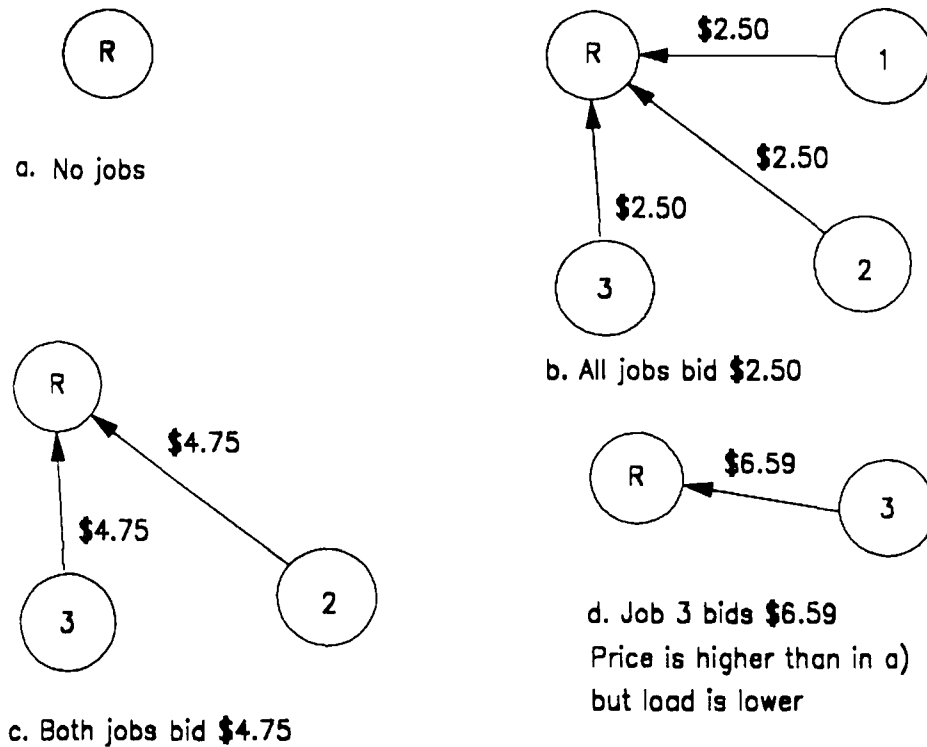 R
a. No jobs
$2.50
R
1
$2.50
$2.50
3
2
b. All jobs bid $2.50
R
$4.75
$4.75
3
2
c. Both jobs bid $4.75
R
$6.59
3
d. Job 3 bids $6.59
Price is higher than in a)
but load is lower